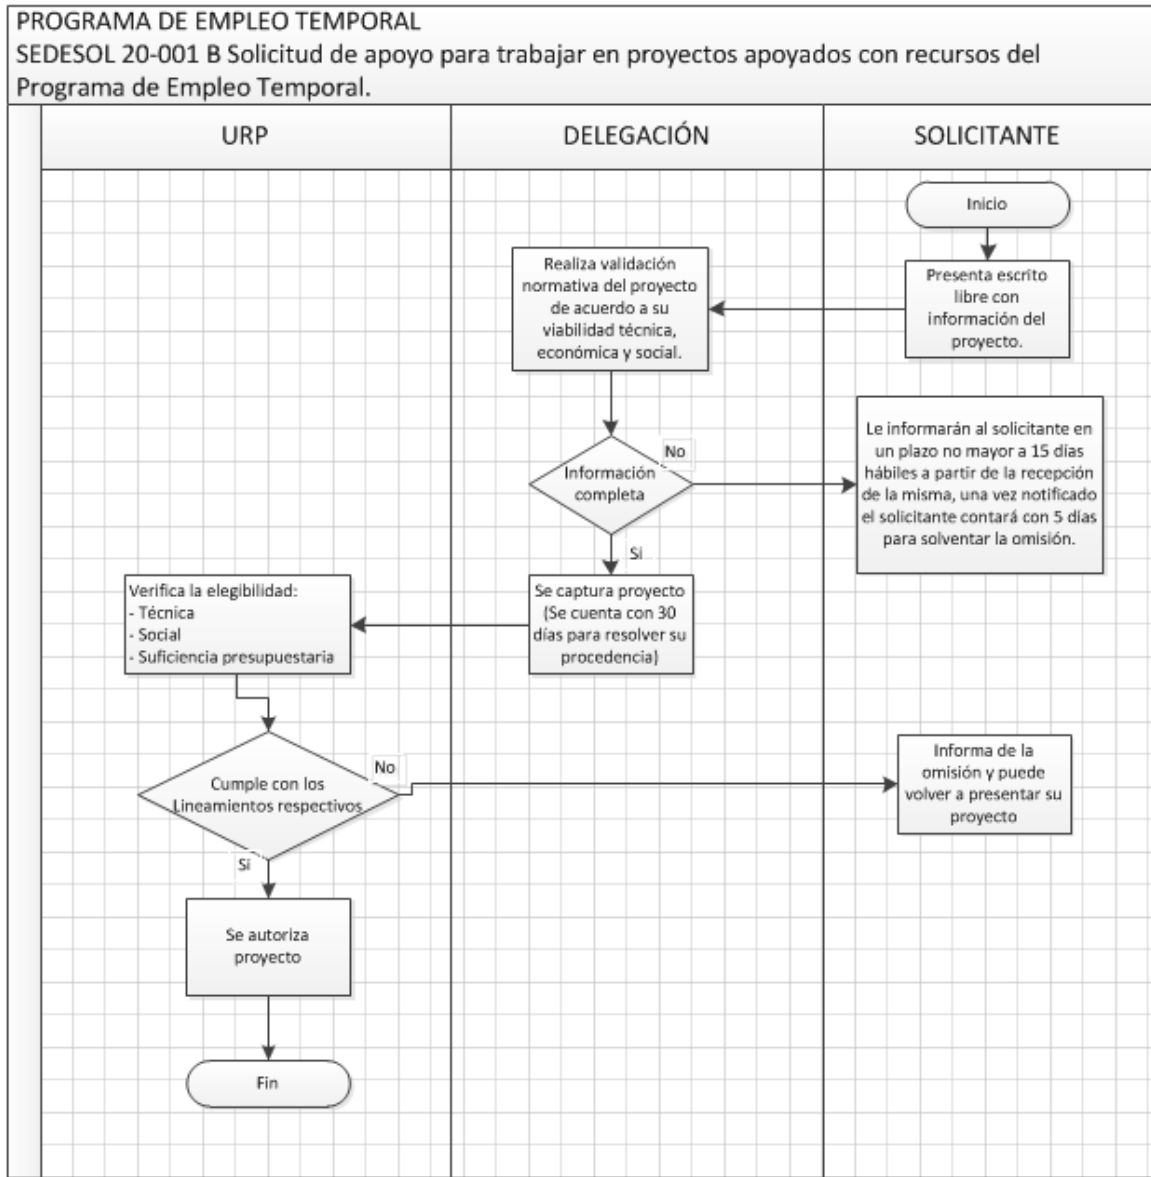 PROGRAMA DE EMPLEO TEMPORAL
SEDESOL 20-001 B Solicitud de apoyo para trabajar en proyectos apoyados con recursos del
Programa de Empleo Temporal.
URP
DELEGACIÓN
SOLICITANTE
Inicio
Presenta escrito
libre con
información del
proyecto.
Realiza validación
normativa del proyecto
de acuerdo a su
viabilidad técnica,
económica y social.
Información
completa
No
Le informarán al solicitante en
un plazo no mayor a 15 días
hábiles a partir de la recepción
de la misma, una vez notificado
el solicitante contará con 5 días
para solventar la omisión.
Si
Se captura proyecto
(Se cuenta con 30
días para resolver su
procedencia)
Verifica la elegibilidad:
- Técnica
- Social
- Suficiencia presupuestaria
Cumple con los
Lineamientos respectivos
No
Informa de la
omisión y puede
volver a presentar su
proyecto
Si
Se autoriza
proyecto
Fin